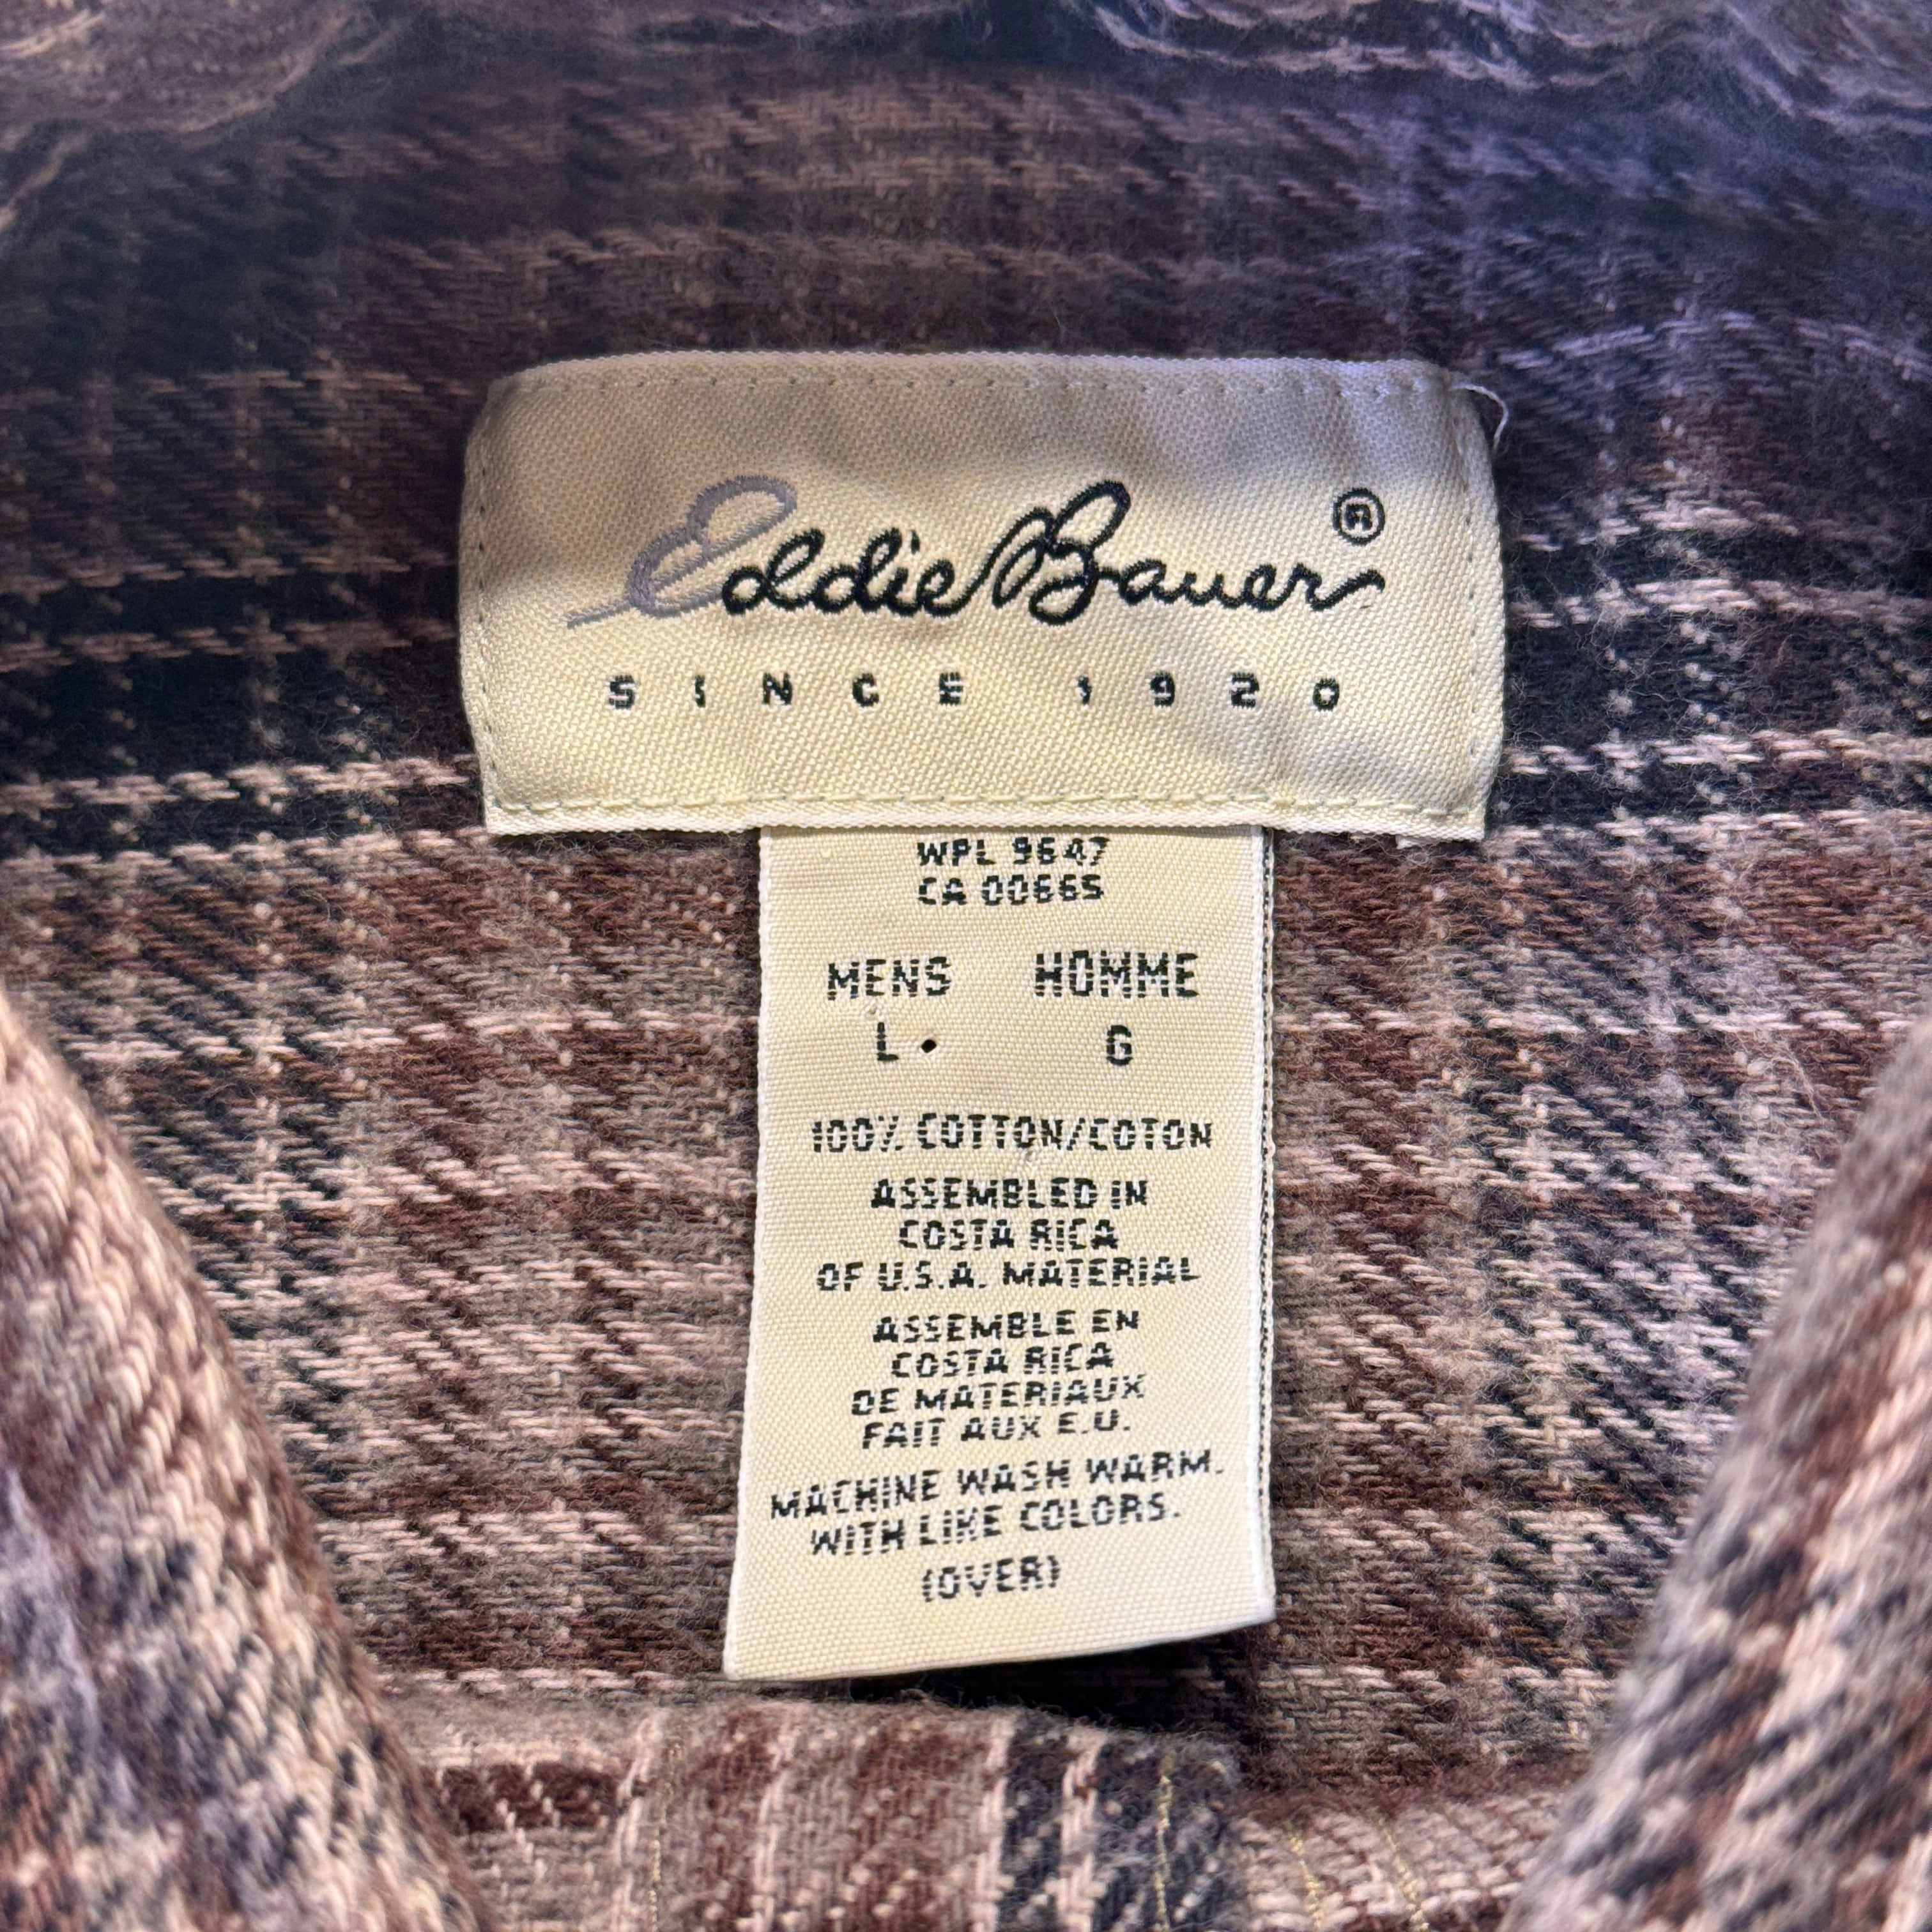 Eddie Bauer ®
SINCE 1920
WPL 9647
CA 00665
MENS HOMME
L. G
100% COTTON/COTON
ASSEMBLED IN
COSTA RICA
OF U.S.A. MATERIAL
ASSEMBLE EN
COSTA RICA
DE MATERIAUX
FAIT AUX E.U.
MACHINE WASH WARM.
WITH LIKE COLORS.
(OVER)